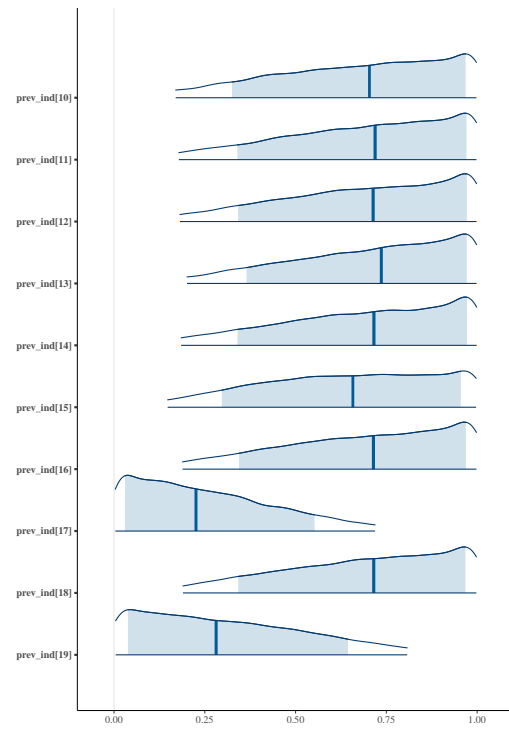 prev_ind[10]
prev_ind[11]
prev_ind[12]
prev_ind[13]
prev_ind[14]
prev_ind[15]
prev_ind[16]
prev_ind[17]
prev_ind[18]
prev_ind[19]
0.00 0.25 0.50 0.75 1.00